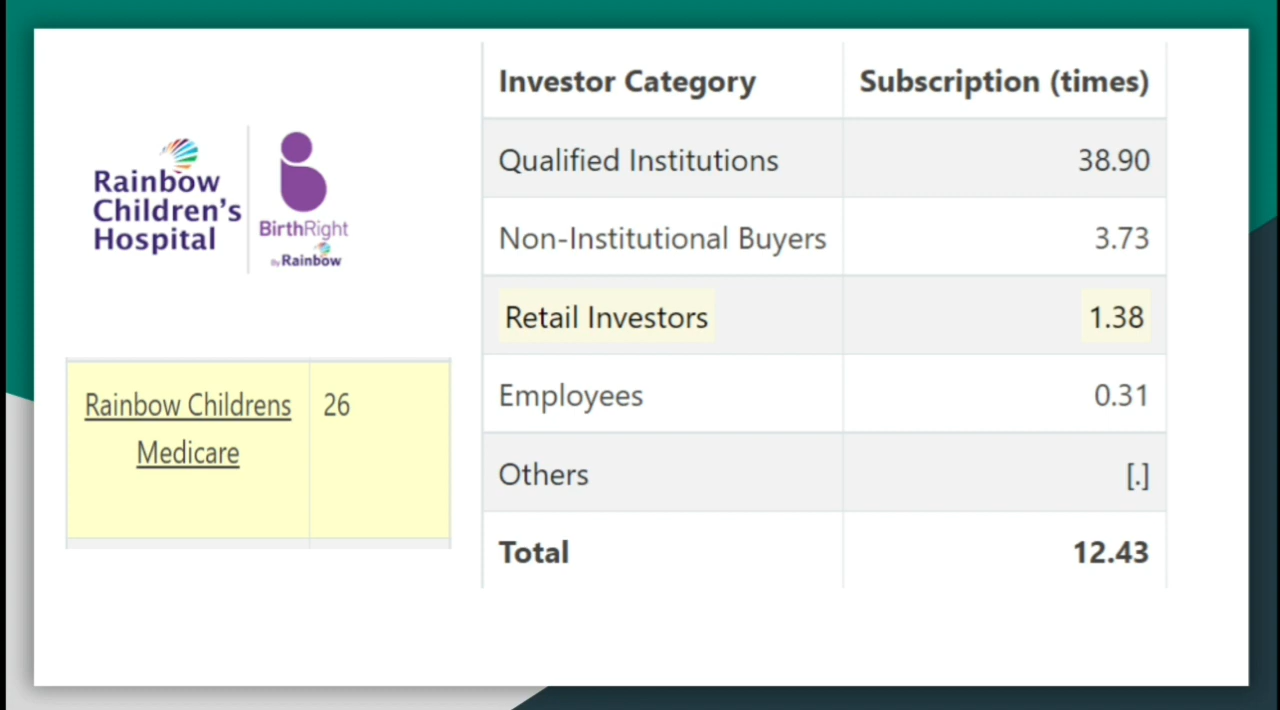 Rainbow
Children's
Hospital
BirthRight
By Rainbow
Rainbow Childrens 26
Medicare
Investor Category Subscription (times)
Qualified Institutions 38.90
Non-Institutional Buyers 3.73
Retail Investors 1.38
Employees 0.31
Others [.]
Total 12.43